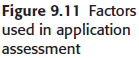 Figure 9.11 Factors
used in application
assessment